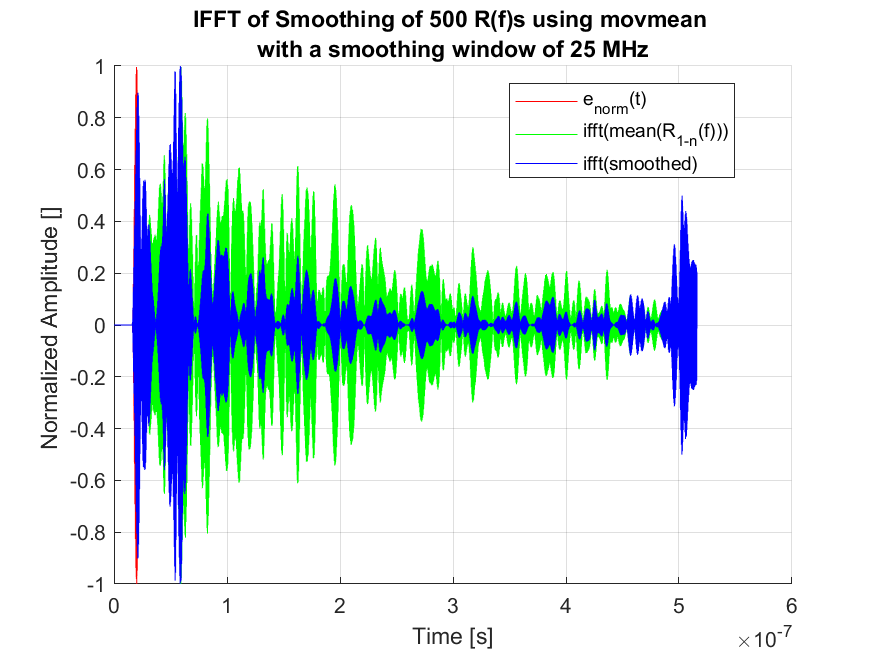 IFFT of Smoothing of 500 R(f)s using movmean
with a smoothing window of 25 MHz
1
0.8
0.6
0.4
0.2
0
-0.2
-0.4
-0.6
-0.8
-1
Normalized Amplitude []
e_norm(t)
ifft(mean(R_1-n(f)))
ifft(smoothed)
0 1 2 3 4 5 6
Time [s]
×10^-7